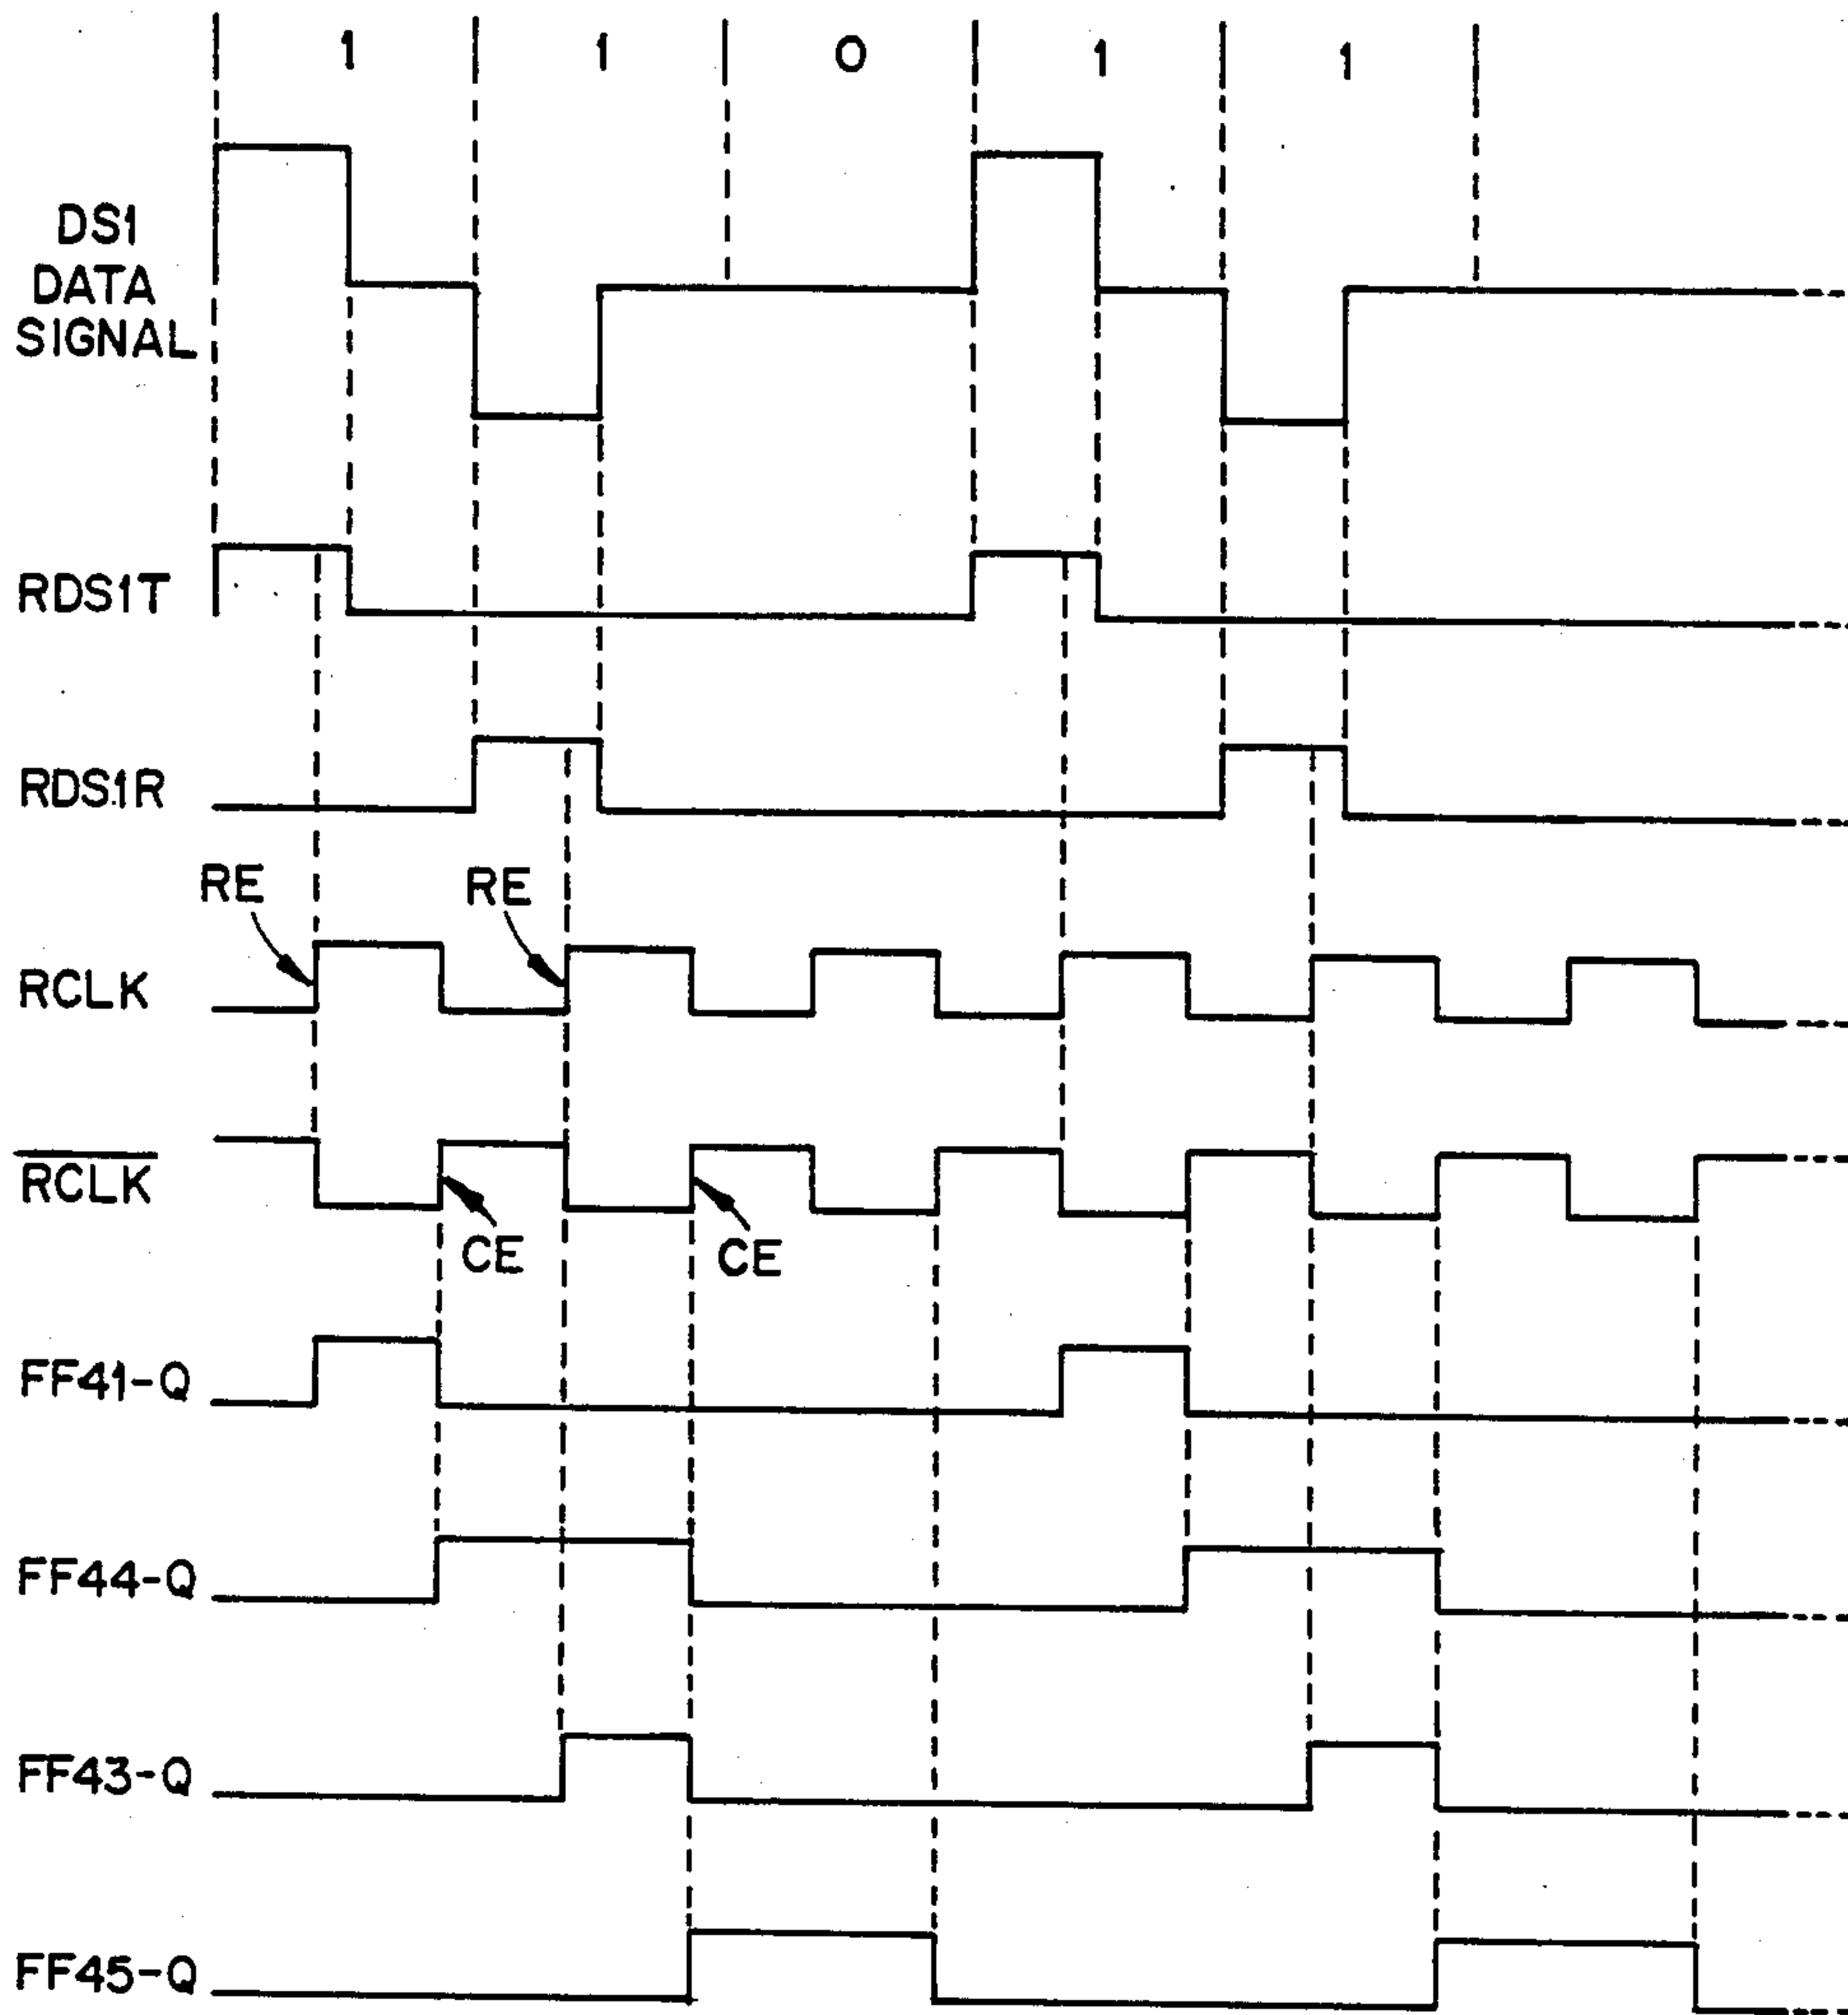 1 1 0 1 1
DS1
DATA
SIGNAL
RDS1T
RDS1R
RE RE
RCLK
RCLK
CE CE
FF41-Q
FF44-Q
FF43-Q
FF45-Q